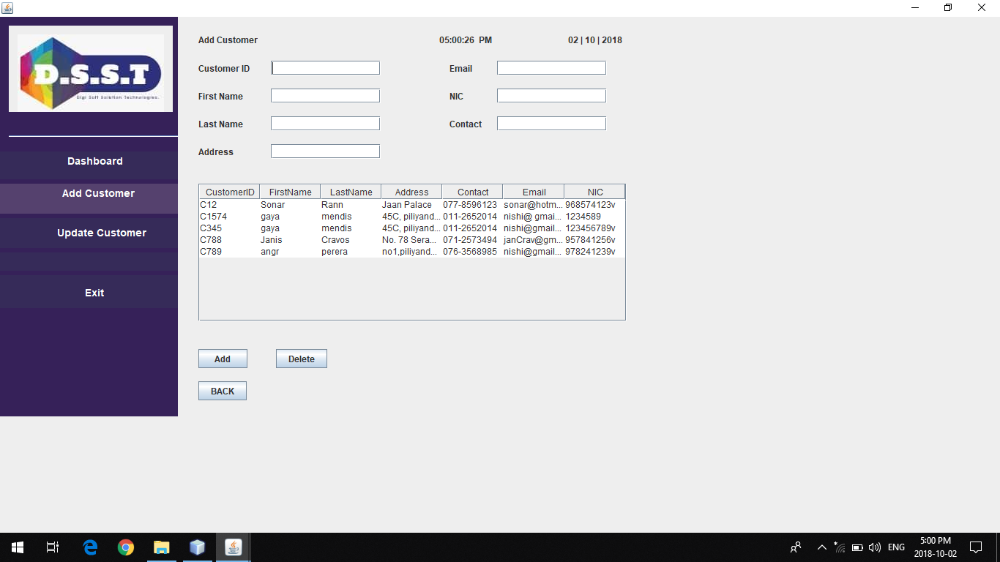 D.S.S.T
Digi Soft Solution Technologies.
Dashboard
Add Customer
Update Customer
Exit
Add Customer 05:00:26 PM 02 | 10 | 2018
Customer ID Email
First Name NIC
Last Name Contact
Address
CustomerID FirstName LastName Address Contact Email NIC
C12 Sonar Rann Jaan Palace 077-8596123 sonar@hotm... 968574123v
C1574 gaya mendis 45C, piliyand... 011-2652014 nishi@ gmai... 1234589
C345 gaya mendis 45C, piliyand... 011-2652014 nishi@gmail... 123456789v
C788 Janis Cravos No. 78 Sera... 071-2573494 janCrav@gm... 957841256v
C789 angr perera no1,piliyand... 076-3568985 nishi@gmail... 978241239v
Add Delete
BACK
ENG 5:00 PM
2018-10-02